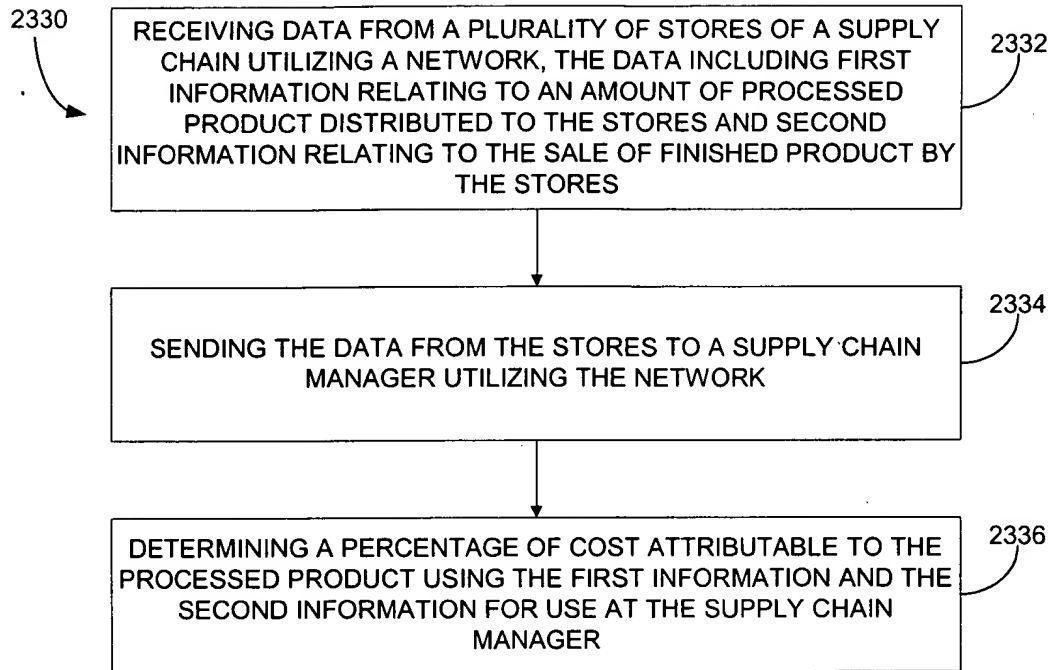 2330
RECEIVING DATA FROM A PLURALITY OF STORES OF A SUPPLY
CHAIN UTILIZING A NETWORK, THE DATA INCLUDING FIRST
INFORMATION RELATING TO AN AMOUNT OF PROCESSED
PRODUCT DISTRIBUTED TO THE STORES AND SECOND
INFORMATION RELATING TO THE SALE OF FINISHED PRODUCT BY
THE STORES
2332
SENDING THE DATA FROM THE STORES TO A SUPPLY CHAIN
MANAGER UTILIZING THE NETWORK
2334
DETERMINING A PERCENTAGE OF COST ATTRIBUTABLE TO THE
PROCESSED PRODUCT USING THE FIRST INFORMATION AND THE
SECOND INFORMATION FOR USE AT THE SUPPLY CHAIN
MANAGER
2336